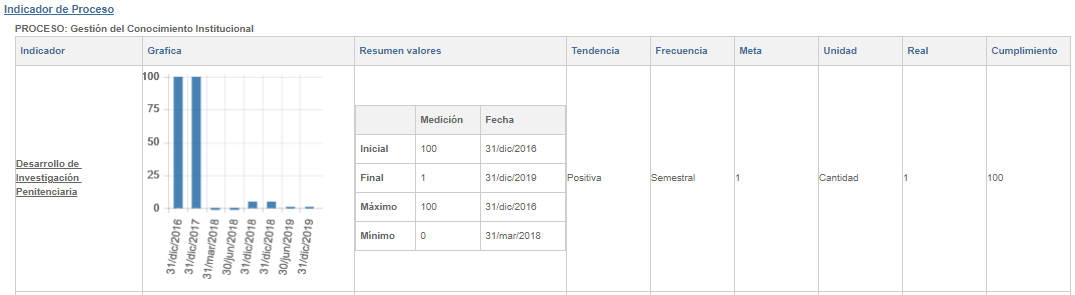 Indicador de Proceso
PROCESO: Gestión del Conocimiento Institucional
Indicador Grafica Resumen valores Tendencia Frecuencia Meta Unidad Real Cumplimiento
Desarrollo de
Investigación
Penitenciaria
100
75
50
25
0
31/dic/2016
31/dic/2017
31/mar/2018
30/jun/2018
31/dic/2018
31/dic/2018
30/jun/2019
31/dic/2019
Medición Fecha
Inicial 100 31/dic/2016
Final 1 31/dic/2019
Máximo 100 31/dic/2016
Mínimo 0 31/mar/2018
Positiva Semestral 1 Cantidad 1 100